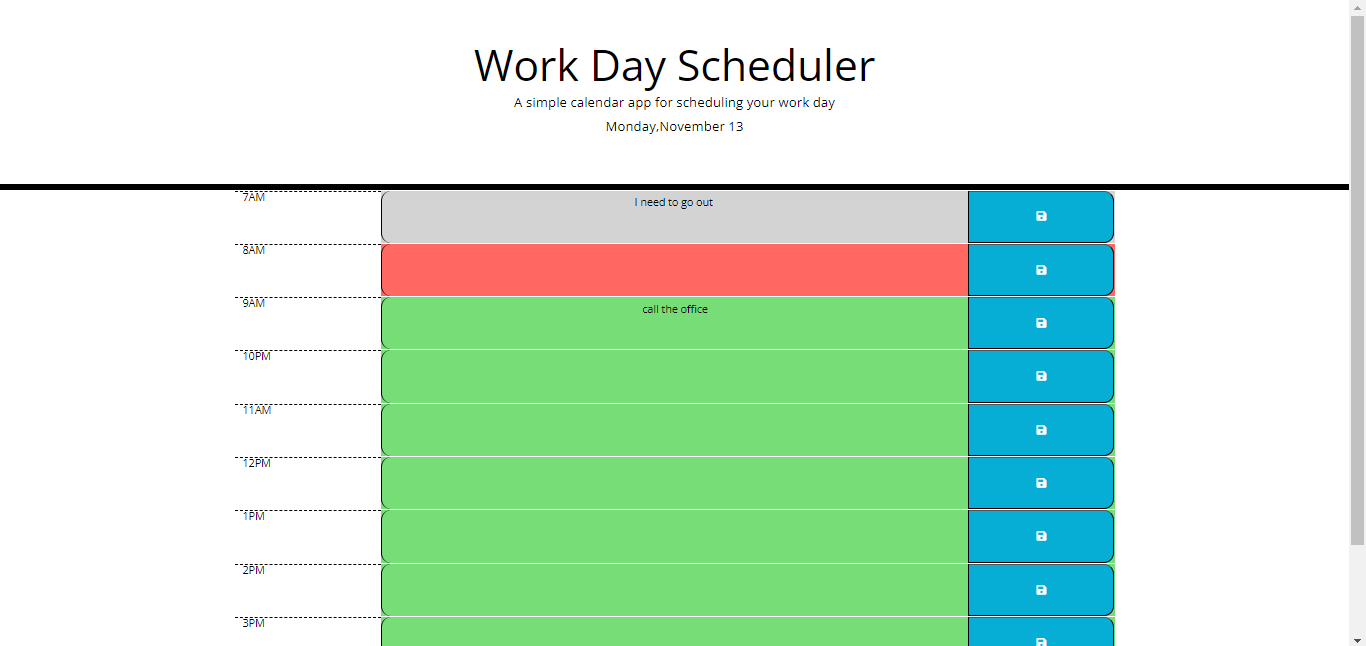 Work Day Scheduler
A simple calendar app for scheduling your work day
Monday,November 13
7AM
I need to go out
8AM
9AM
call the office
10PM
11AM
12PM
1PM
2PM
3PM